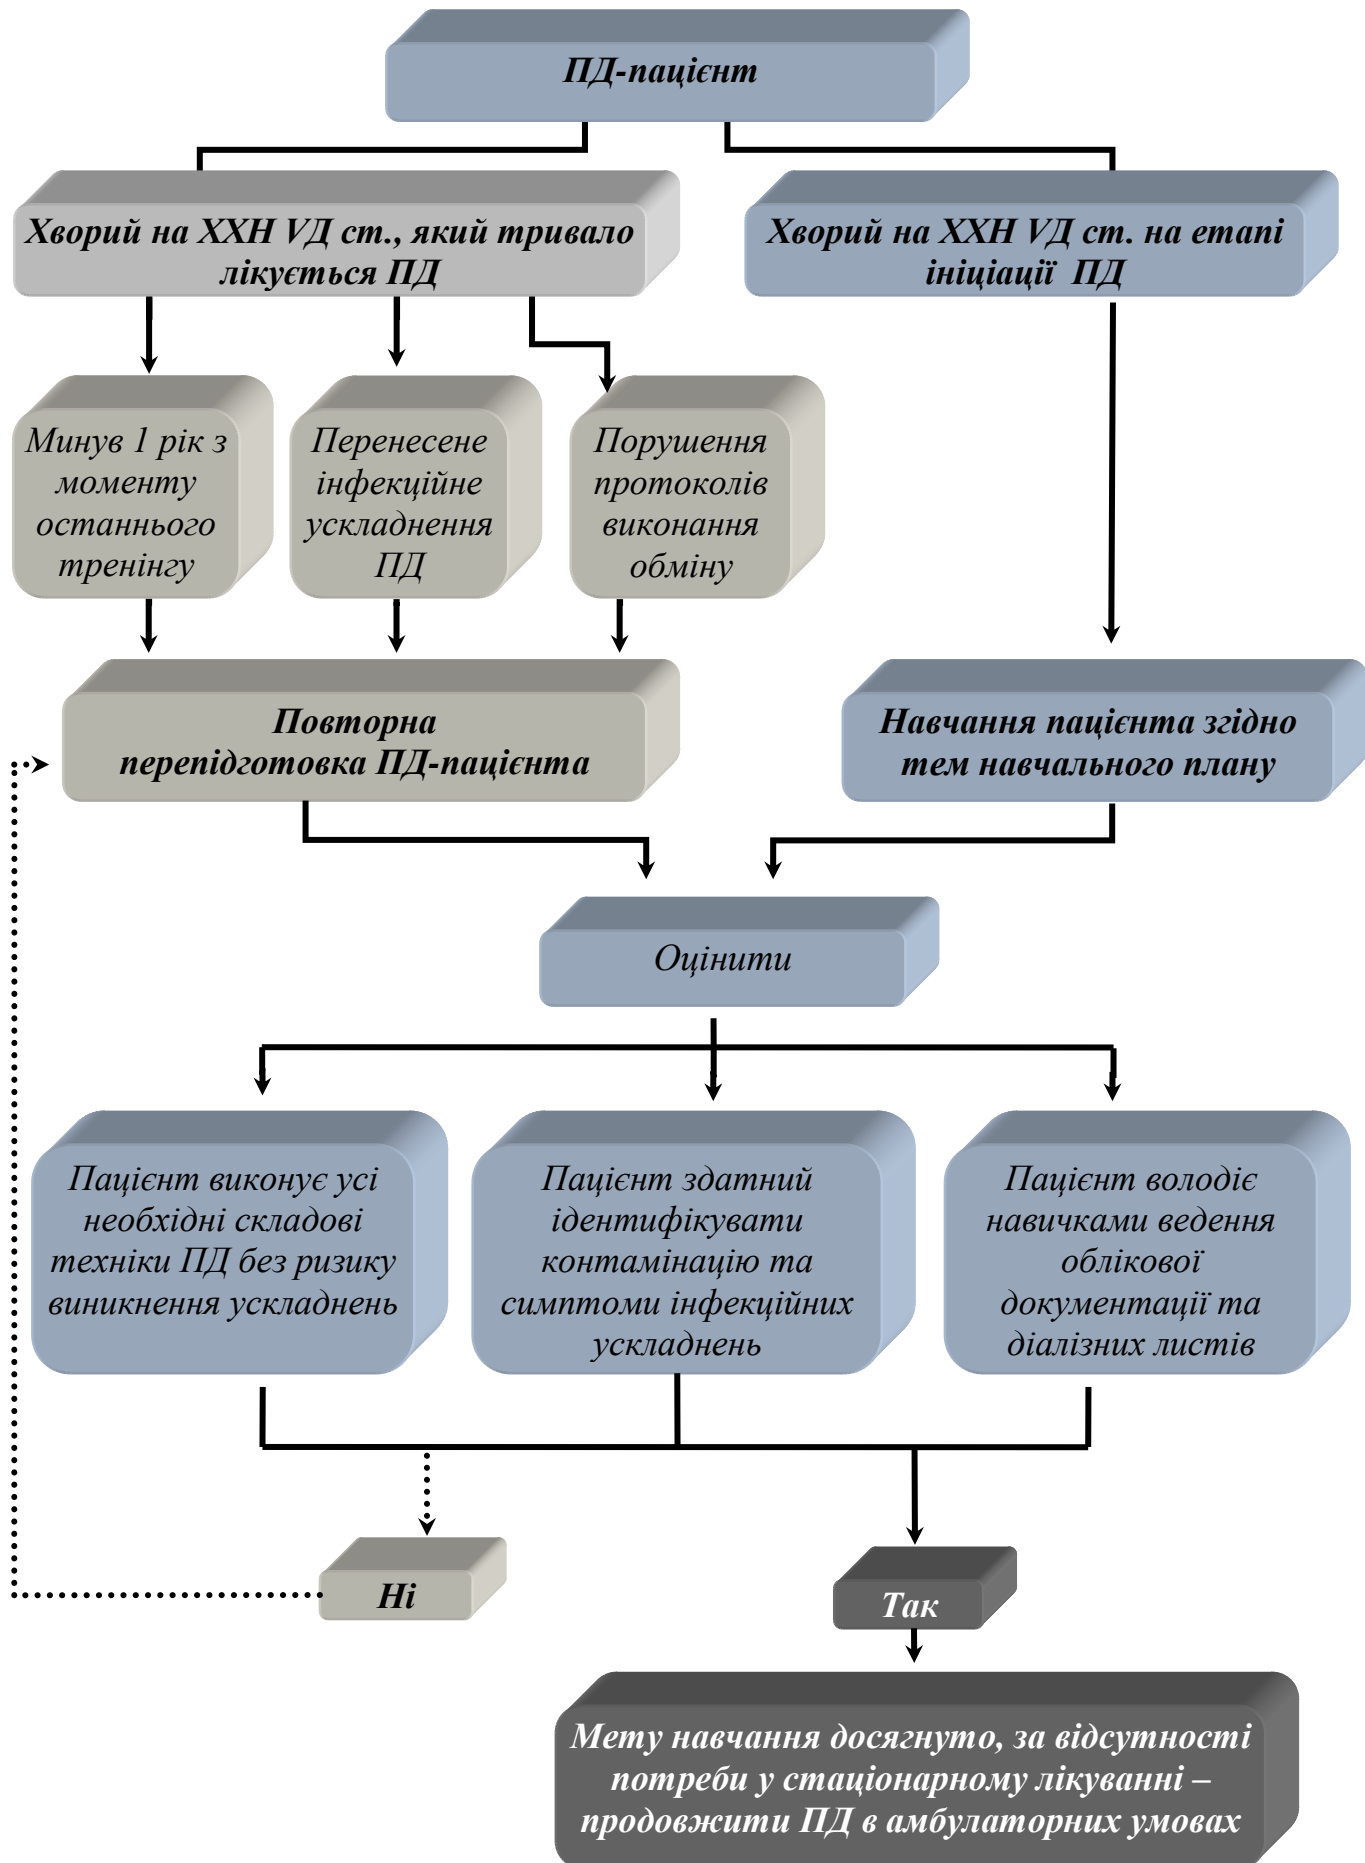 ПД-пацієнт
Хворий на ХХН VД ст., який тривало
лікується ПД
Хворий на ХХН VД ст. на етапі
ініціації ПД
Минув 1 рік з
моменту
останнього
тренінгу
Перенесене
інфекційне
ускладнення
ПД
Порушення
протоколів
виконання
обміну
Повторна
перепідготовка ПД-пацієнта
Навчання пацієнта згідно
тем навчального плану
Оцінити
Пацієнт виконує усі
необхідні складові
техніки ПД без ризику
виникнення ускладнень
Пацієнт здатний
ідентифікувати
контамінацію та
симптоми інфекційних
ускладнень
Пацієнт володіє
навичками ведення
облікової
документації та
діалізних листів
Ні
Так
Мету навчання досягнуто, за відсутності
потреби у стаціонарному лікуванні –
продовжити ПД в амбулаторних умовах